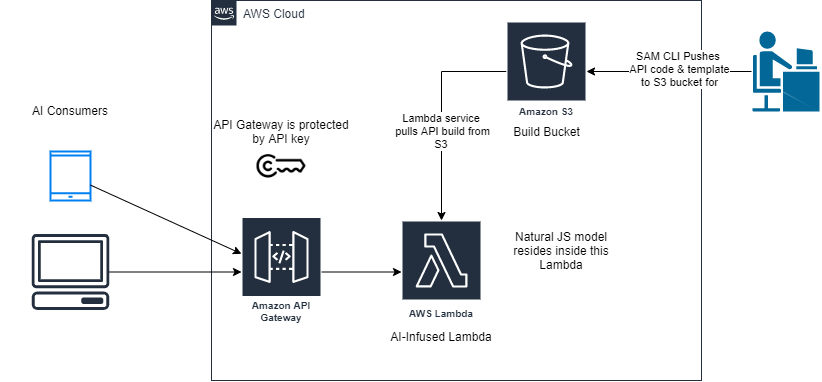 aws
AWS Cloud
SAM CLI Pushes
API code & template
to S3 bucket for
Amazon S3
Build Bucket
AI Consumers
API Gateway is protected
by API key
C
Lambda service
pulls API build from
S3
</>
Natural JS model
resides inside this
Lambda
Amazon API
Gateway
AWS Lambda
AI-Infused Lambda